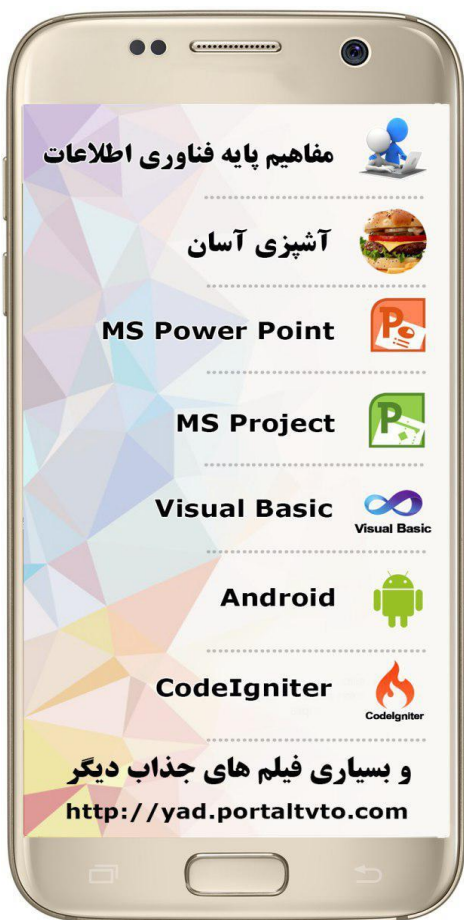 مفاهیم پایه فناوری اطلاعات
آشپزی آسان
MS Power Point
P
MS Project
P
Visual Basic
Visual Basic
Android
CodeIgniter
CodeIgniter
و بسیاری فیلم های جذاب دیگر
http://yad.portaltvto.com